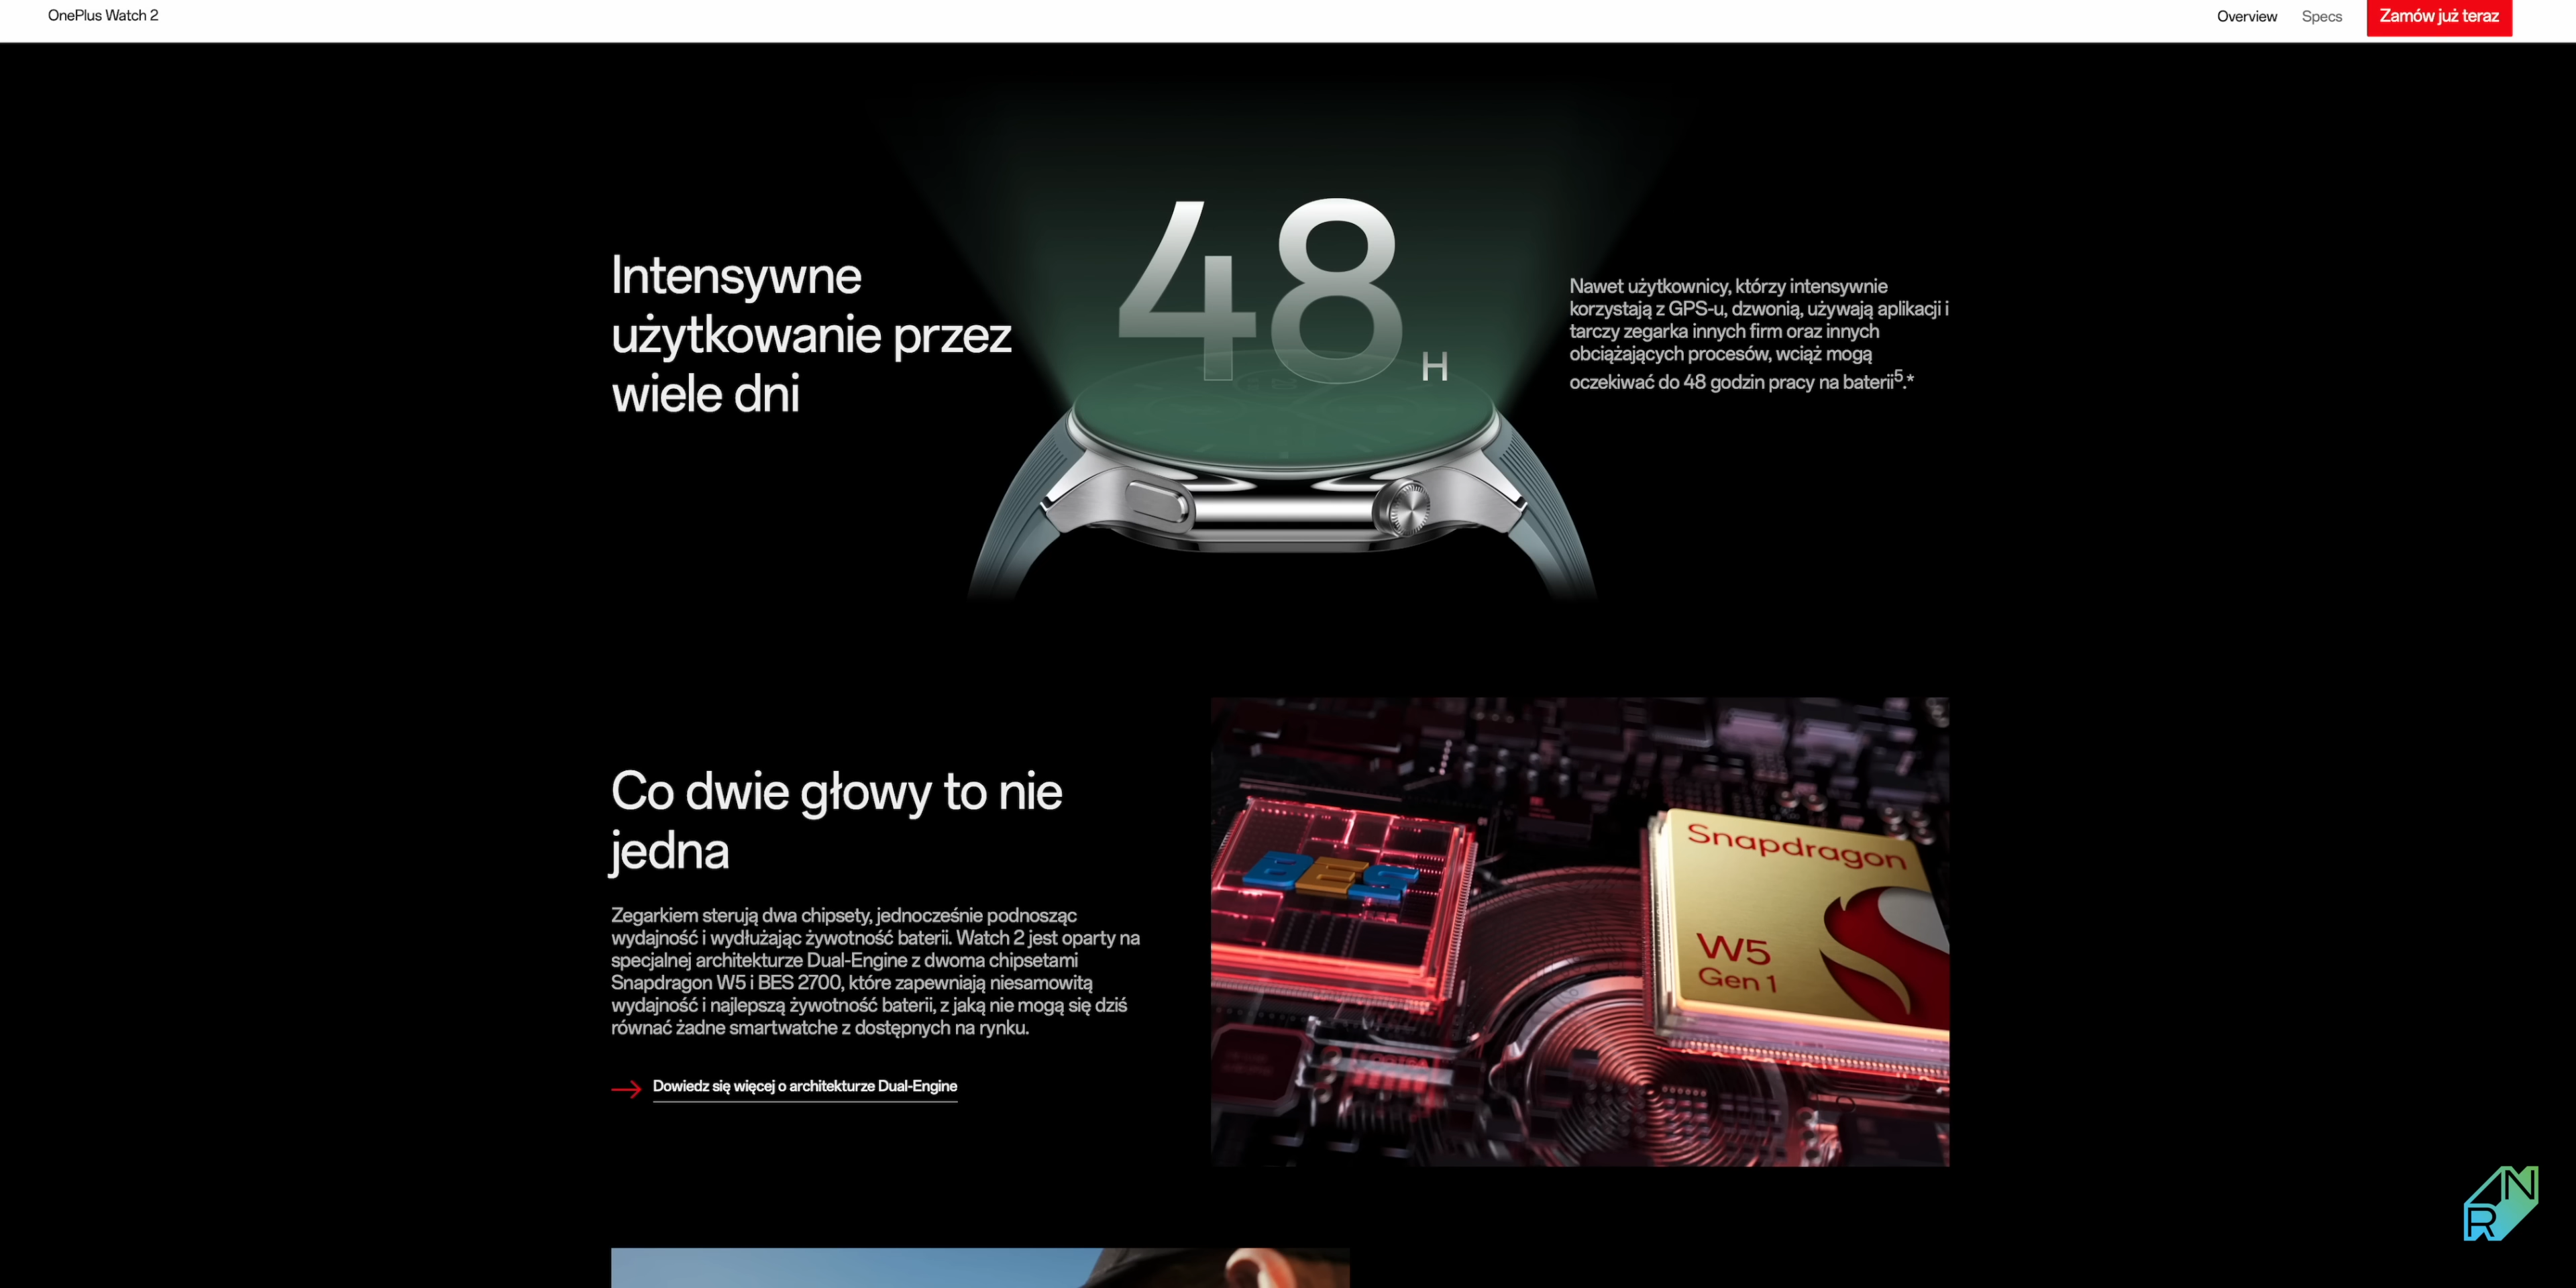 OnePlus Watch 2
Overview
Specs
Zamów już teraz
Intensywne
użytkowanie przez
wiele dni
48 H
Nawet użytkownicy, którzy intensywnie
korzystają z GPS-u, dzwonią, używają aplikacji i
tarczy zegarka innych firm oraz innych
obciążających procesów, wciąż mogą
oczekiwać do 48 godzin pracy na baterii⁵.*
Co dwie głowy to nie
jedna
Zegarkiem sterują dwa chipsety, jednocześnie podnosząc
wydajność i wydłużając żywotność baterii. Watch 2 jest oparty na
specjalnej architekturze Dual-Engine z dwoma chipsetami
Snapdragon W5 i BES 2700, które zapewniają niesamowitą
wydajność i najlepszą żywotność baterii, z jaką nie mogą się dziś
równać żadne smartwatche z dostępnych na rynku.
Dowiedz się więcej o architekturze Dual-Engine
BES
Snapdragon
W5
Gen 1
N
R